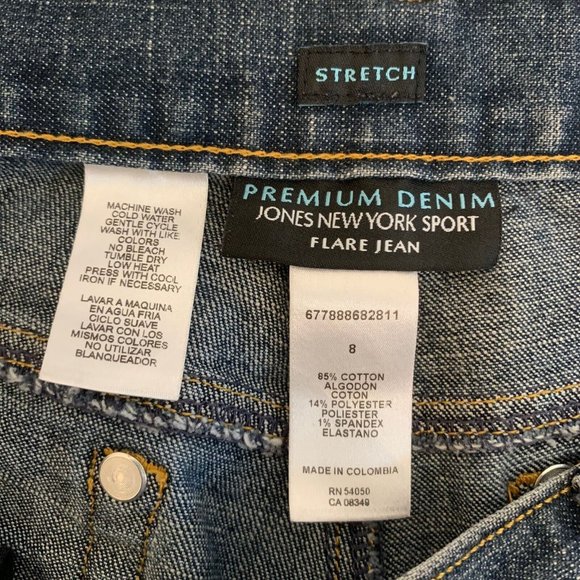 STRETCH
PREMIUM DENIM
JONES NEW YORK SPORT
FLARE JEAN
MACHINE WASH
COLD WATER
GENTLE CYCLE
WASH WITH LIKE
COLORS
NO BLEACH
TUMBLE DRY
LOW HEAT
PRESS WITH COOL
IRON IF NECESSARY
LAVAR A MAQUINA
EN AGUA FRIA
CICLO SUAVE
LAVAR CON LOS
MISMOS COLORES
NO UTILIZAR
BLANQUEADOR
677888682811
8
85% COTTON
ALGODÓN
COTON
14% POLYESTER
POLIESTER
1% SPANDEX
ELASTANO
MADE IN COLOMBIA
RN 54050
CA 08349